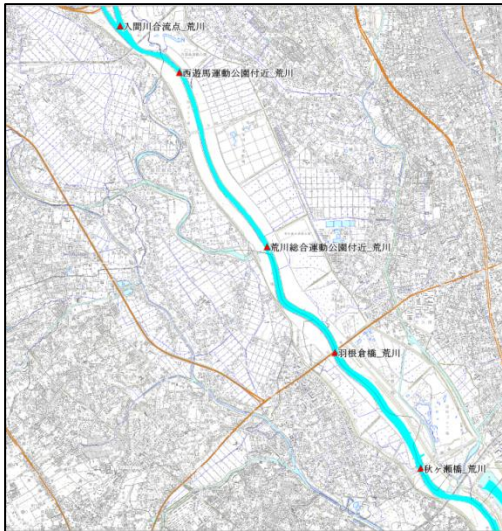 入間川合流点_荒川
西遊馬運動公園付近_荒川
荒川総合運動公園付近_荒川
羽根倉橋_荒川
秋ヶ瀬橋_荒川